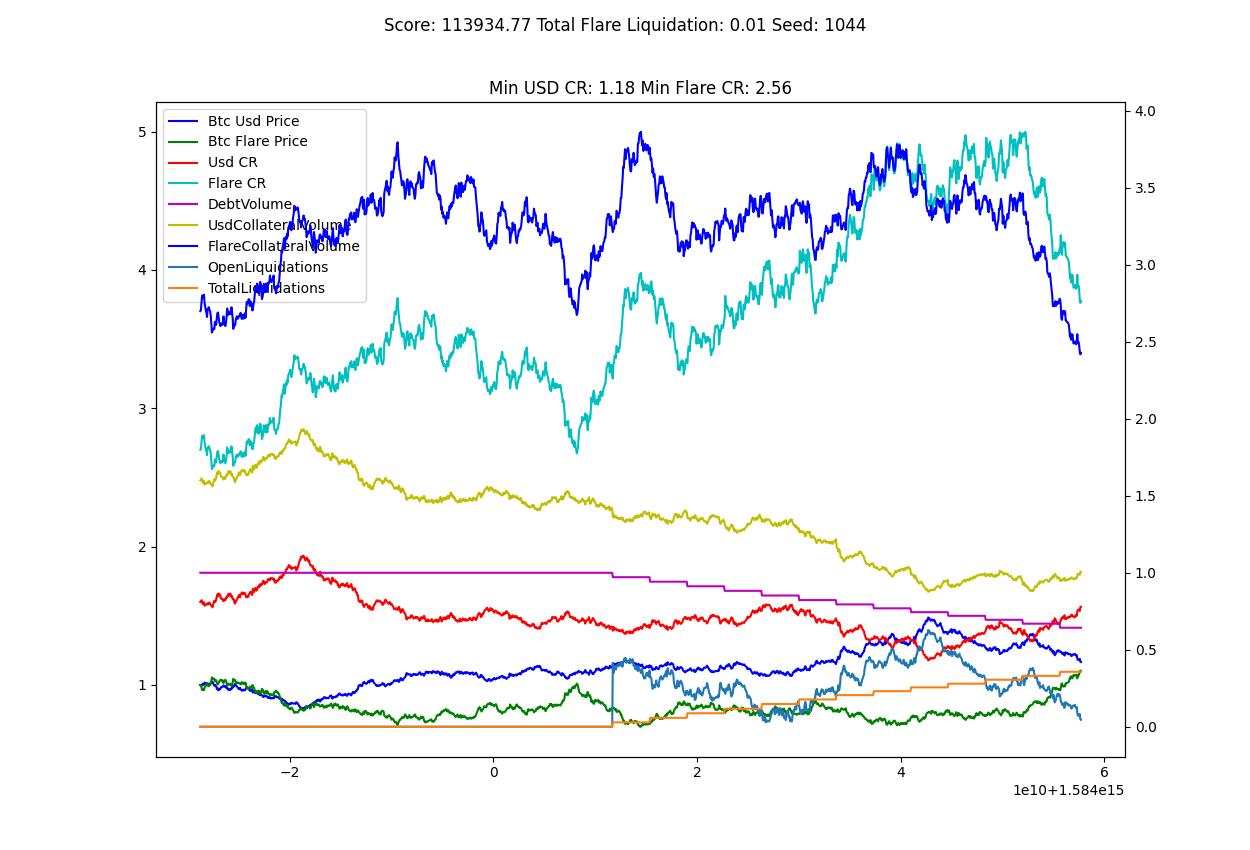 Score: 113934.77 Total Flare Liquidation: 0.01 Seed: 1044
Min USD CR: 1.18 Min Flare CR: 2.56
Btc Usd Price
Btc Flare Price
Usd CR
Flare CR
DebtVolume
UsdCollateralVolume
FlareCollateralVolume
OpenLiquidations
TotalLiquidations
5
4
3
2
1
4.0
3.5
3.0
2.5
2.0
1.5
1.0
0.5
0.0
−2 0 2 4 6
1e10+1.584e15